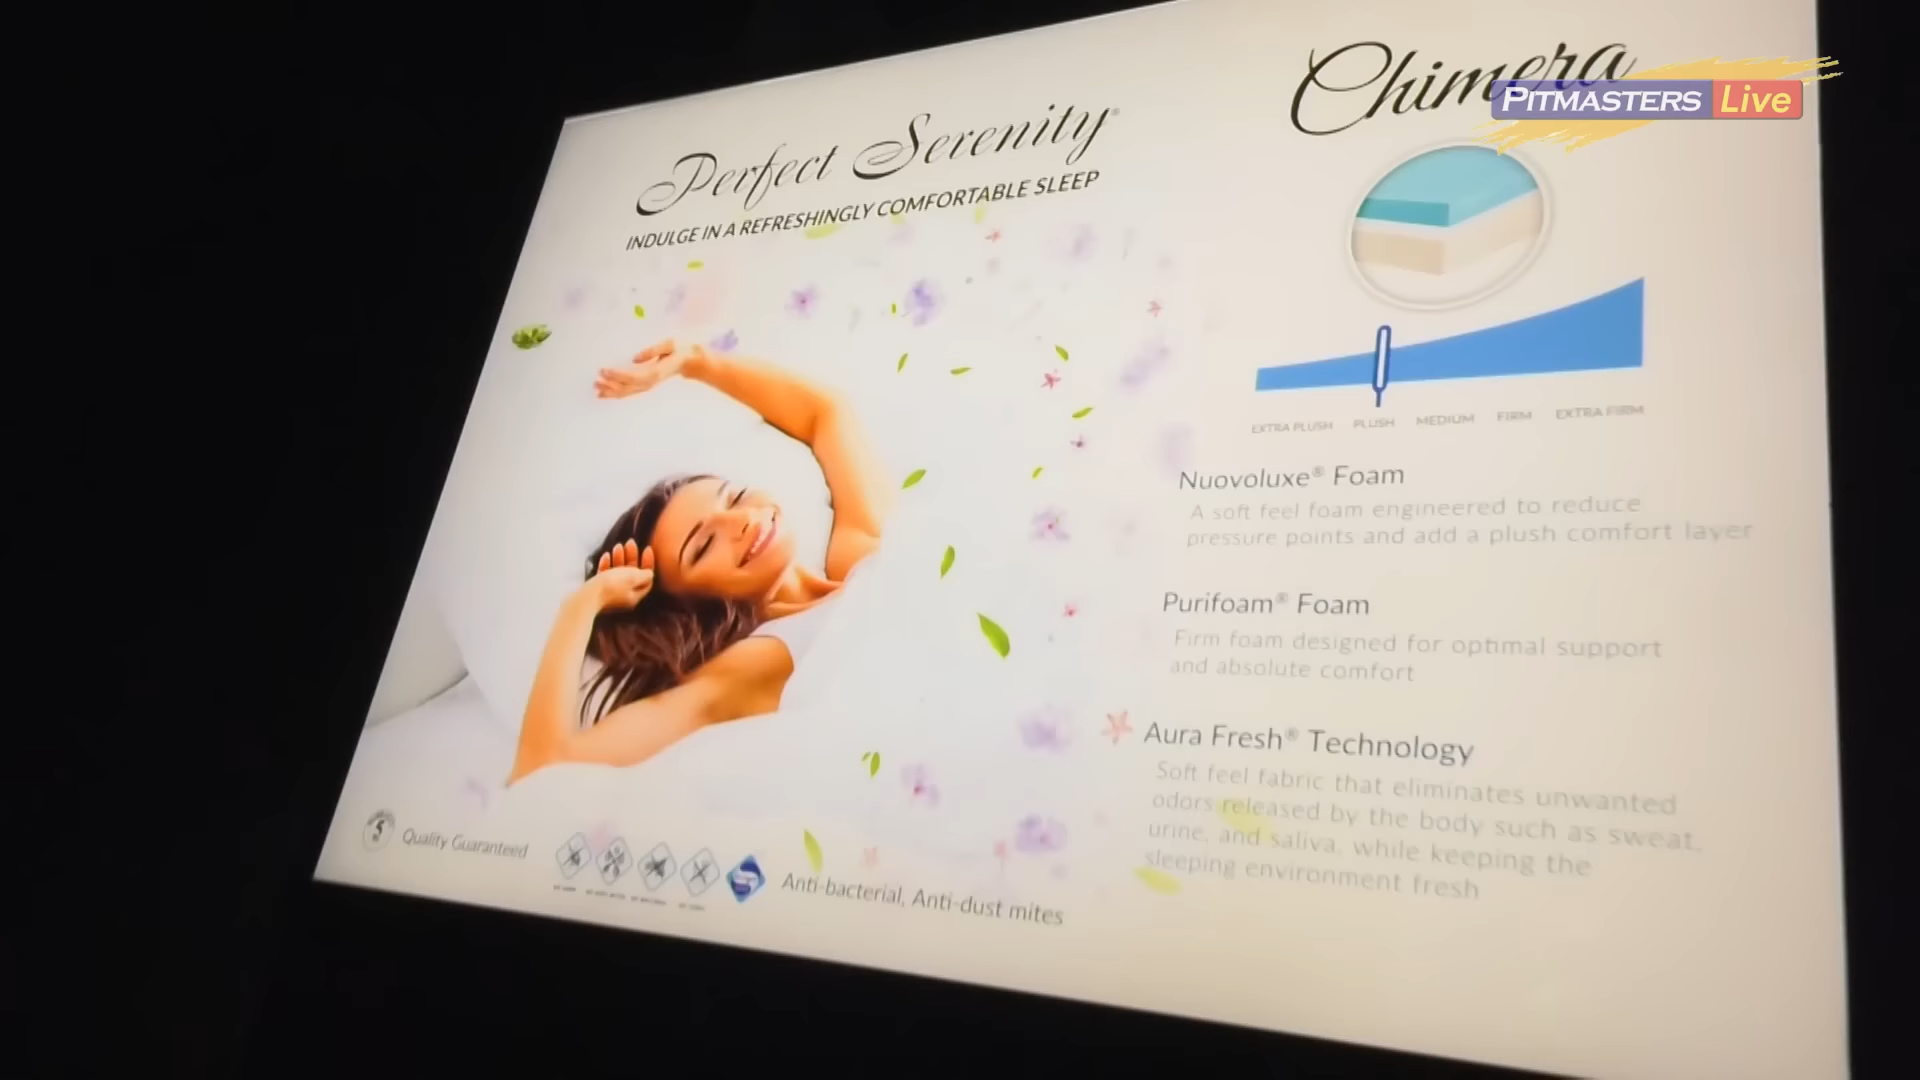 Perfect Serenity®
INDULGE IN A REFRESHINGLY COMFORTABLE SLEEP
Chimera
PITMASTERS Live
EXTRA PLUSH PLUSH MEDIUM FIRM EXTRA FIRM
Nuovoluxe® Foam
A soft feel foam engineered to reduce
pressure points and add a plush comfort layer
Purifoam® Foam
Firm foam designed for optimal support
and absolute comfort
Aura Fresh® Technology
Soft feel fabric that eliminates unwanted
odors released by the body such as sweat,
urine, and saliva, while keeping the
sleeping environment fresh
5 Quality Guaranteed
Anti-bacterial, Anti-dust mites